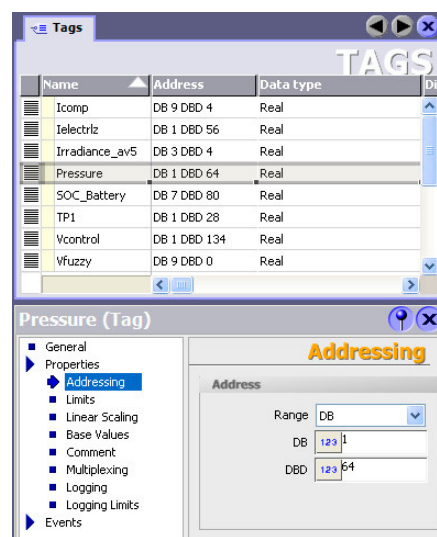 Tags
TAGS
Name Address Data type Di
Icomp DB 9 DBD 4 Real
Ielectrlz DB 1 DBD 56 Real
Irradiance_av5 DB 3 DBD 4 Real
Pressure DB 1 DBD 64 Real
SOC_Battery DB 7 DBD 80 Real
TP1 DB 1 DBD 28 Real
Vcontrol DB 1 DBD 134 Real
Vfuzzy DB 9 DBD 0 Real
Pressure (Tag)
General
Properties
Addressing
Limits
Linear Scaling
Base Values
Comment
Multiplexing
Logging
Logging Limits
Events
Addressing
Address
Range DB
DB 123 1
DBD 123 64